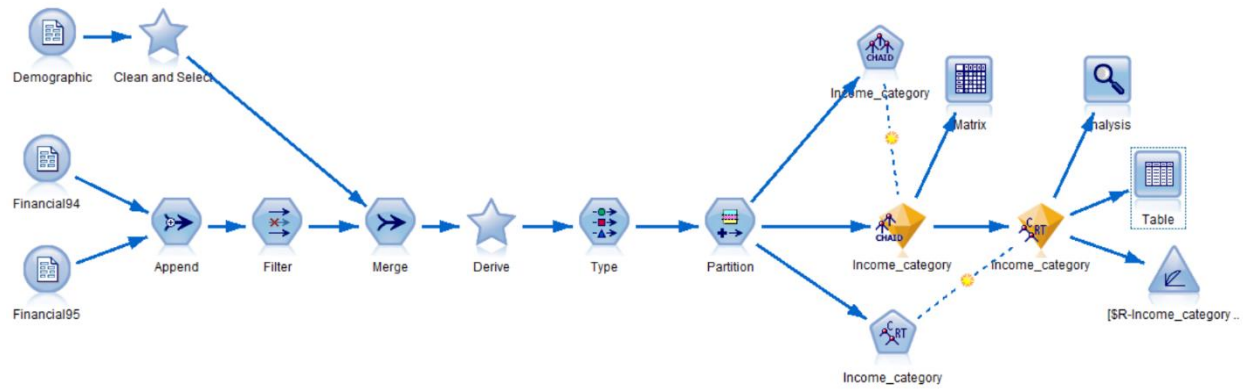 Demographic
Clean and Select
CHAID
Income_category
Matrix
Analysis
Financial94
Financial95
Append
Filter
Merge
Derive
Type
Partition
CHAID
Income_category
C
RT
Income_category
Table
[$R-Income_category ..
C
RT
Income_category